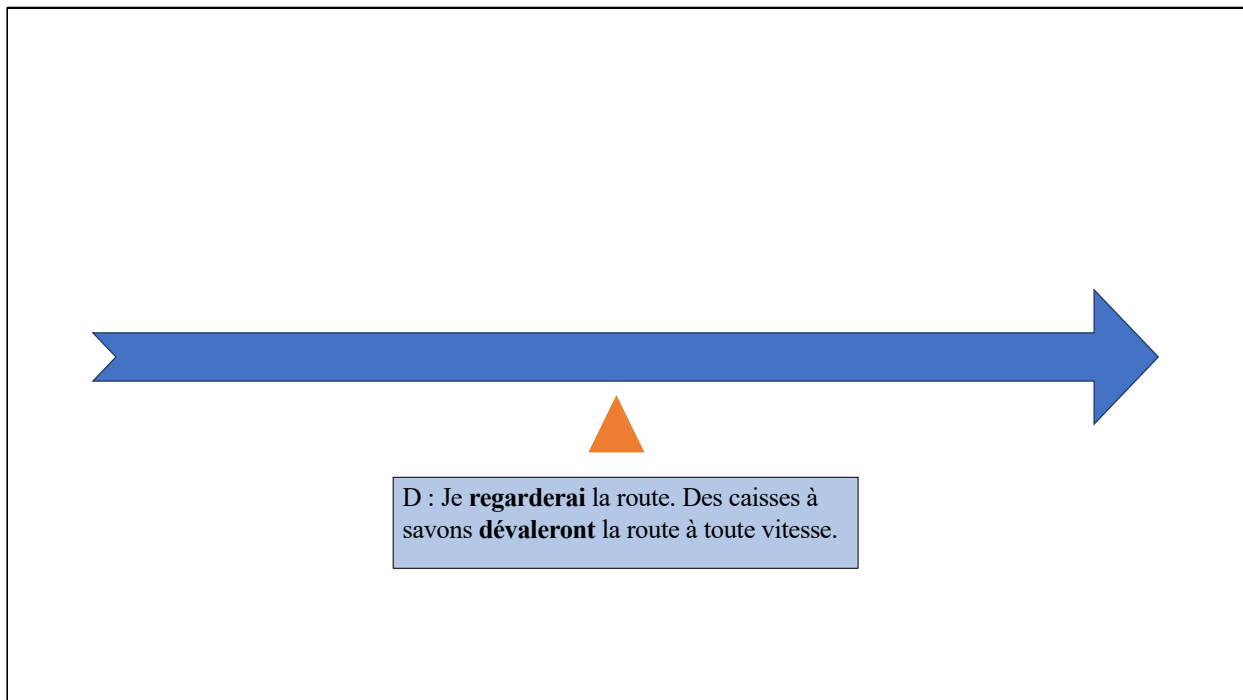 D : Je regarderai la route. Des caisses à
savons dévaleront la route à toute vitesse.